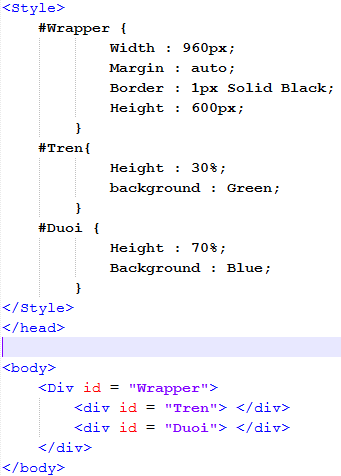 <Style>
#Wrapper {
Width : 960px;
Margin : auto;
Border : 1px Solid Black;
Height : 600px;
}
#Tren{
Height : 30%;
background : Green;
}
#Duoi {
Height : 70%;
Background : Blue;
}
</Style>
</head>
<body>
<Div id = "Wrapper">
<div id = "Tren"> </div>
<div id = "Duoi"> </div>
</div>
</body>